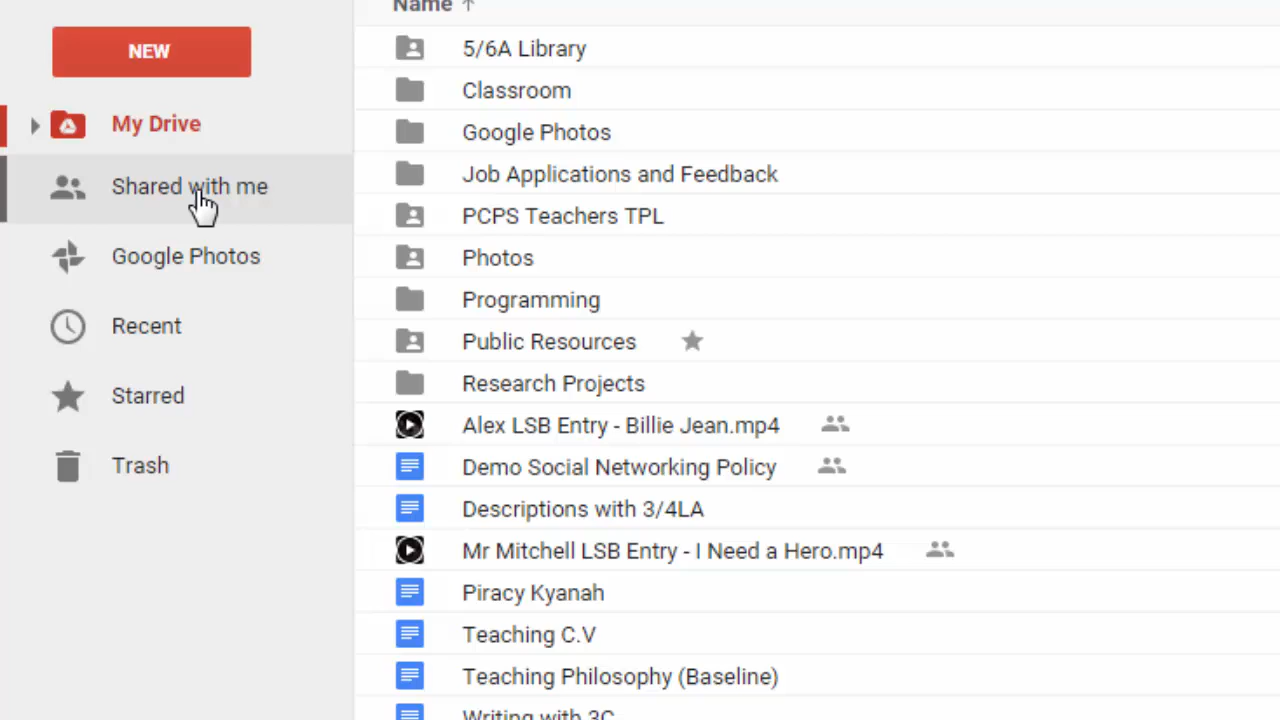 Name ↑
NEW
My Drive
Shared with me
Google Photos
Recent
Starred
Trash
5/6A Library
Classroom
Google Photos
Job Applications and Feedback
PCPS Teachers TPL
Photos
Programming
Public Resources
Research Projects
Alex LSB Entry - Billie Jean.mp4
Demo Social Networking Policy
Descriptions with 3/4LA
Mr Mitchell LSB Entry - I Need a Hero.mp4
Piracy Kyanah
Teaching C.V
Teaching Philosophy (Baseline)
Writing with 3C